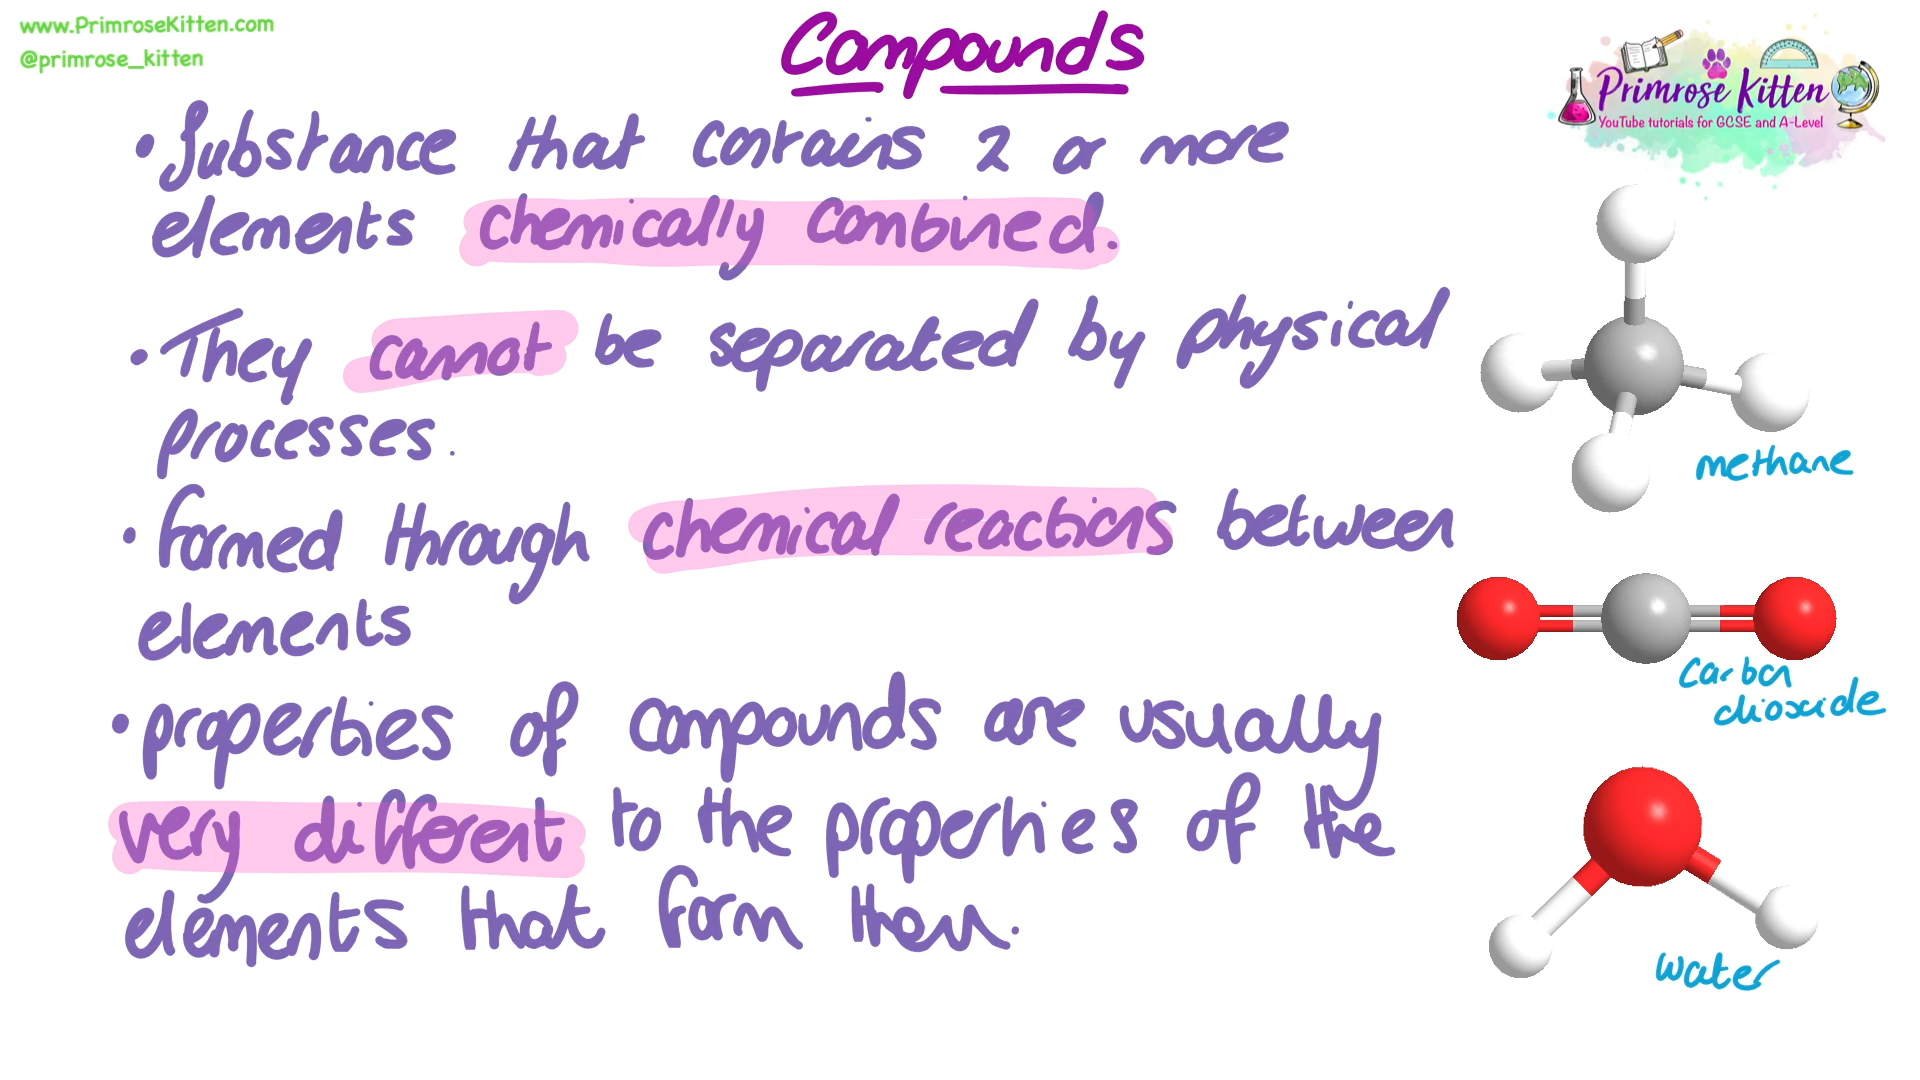 www.PrimroseKitten.com
@primrose_kitten
Compounds
Primrose Kitten
YouTube tutorials for GCSE and A-Level
• Substance that contains 2 or more
elements chemically combined.
• They cannot be separated by physical
processes.
• formed through chemical reactions between
elements
• properties of compounds are usually
very different to the properties of the
elements that form them.
methane
carbon
dioxide
water